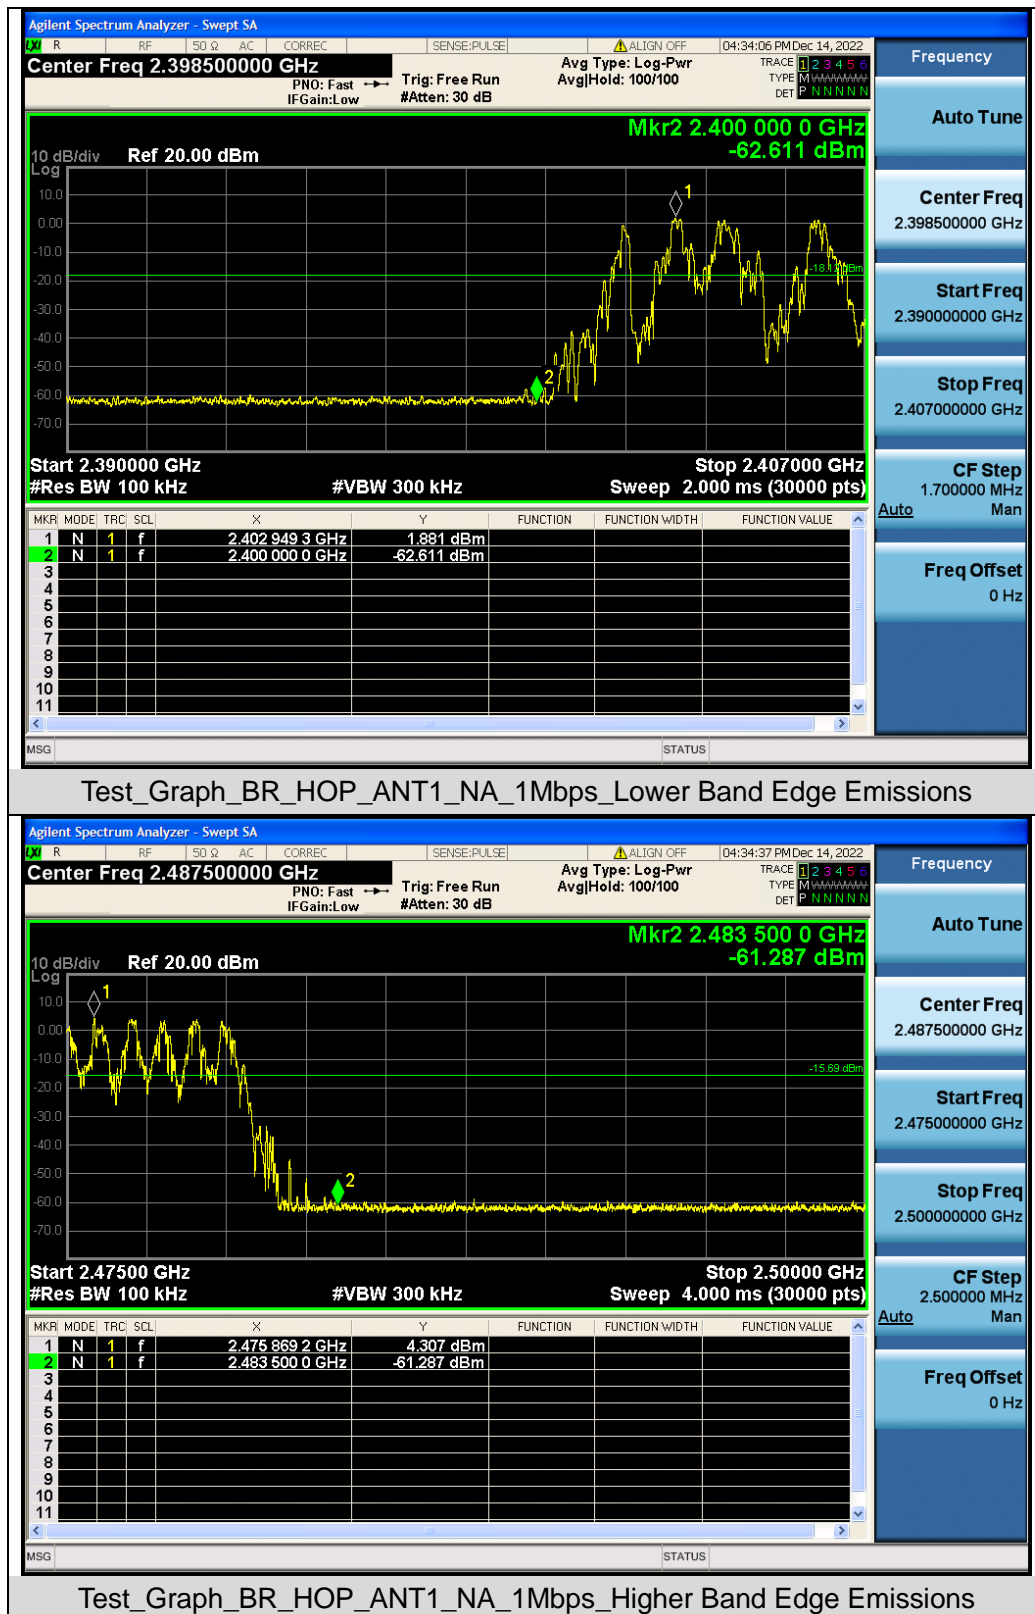 Agilent Spectrum Analyzer - Swept SA
LXI R RF 50 Ω AC CORREC SENSE:PULSE ALIGN OFF 04:34:06 PM Dec 14, 2022
Center Freq 2.398500000 GHz
PNO: Fast
IFGain:Low
Trig: Free Run
#Atten: 30 dB
Avg Type: Log-Pwr
Avg|Hold: 100/100
TRACE 1 2 3 4 5 6
TYPE M
DET P N N N N N
Frequency
Auto Tune
Center Freq
2.398500000 GHz
Start Freq
2.390000000 GHz
Stop Freq
2.407000000 GHz
CF Step
1.700000 MHz
Auto Man
Freq Offset
0 Hz
Mkr2 2.400 000 0 GHz
-62.611 dBm
10 dB/div Ref 20.00 dBm
Log
10.0
0.00
-10.0
-20.0
-30.0
-40.0
-50.0
-60.0
-70.0
1
2
Start 2.390000 GHz Stop 2.407000 GHz
#Res BW 100 kHz #VBW 300 kHz Sweep 2.000 ms (30000 pts)
MKR MODE TRC SCL X Y FUNCTION FUNCTION WIDTH FUNCTION VALUE
1 N 1 f 2.402 949 3 GHz 1.881 dBm
2 N 1 f 2.400 000 0 GHz -62.611 dBm
3
4
5
6
7
8
9
10
11
MSG STATUS
Test_Graph_BR_HOP_ANT1_NA_1Mbps_Lower Band Edge Emissions
Agilent Spectrum Analyzer - Swept SA
LXI R RF 50 Ω AC CORREC SENSE:PULSE ALIGN OFF 04:34:37 PM Dec 14, 2022
Center Freq 2.487500000 GHz
PNO: Fast
IFGain:Low
Trig: Free Run
#Atten: 30 dB
Avg Type: Log-Pwr
Avg|Hold: 100/100
TRACE 1 2 3 4 5 6
TYPE M
DET P N N N N N
Frequency
Auto Tune
Center Freq
2.487500000 GHz
Start Freq
2.475000000 GHz
Stop Freq
2.500000000 GHz
CF Step
2.500000 MHz
Auto Man
Freq Offset
0 Hz
Mkr2 2.483 500 0 GHz
-61.287 dBm
10 dB/div Ref 20.00 dBm
Log
10.0
0.00
-10.0
-20.0
-30.0
-40.0
-50.0
-60.0
-70.0
1
-15.69 dBm
2
Start 2.47500 GHz Stop 2.50000 GHz
#Res BW 100 kHz #VBW 300 kHz Sweep 4.000 ms (30000 pts)
MKR MODE TRC SCL X Y FUNCTION FUNCTION WIDTH FUNCTION VALUE
1 N 1 f 2.475 869 2 GHz 4.307 dBm
2 N 1 f 2.483 500 0 GHz -61.287 dBm
3
4
5
6
7
8
9
10
11
MSG STATUS
Test_Graph_BR_HOP_ANT1_NA_1Mbps_Higher Band Edge Emissions